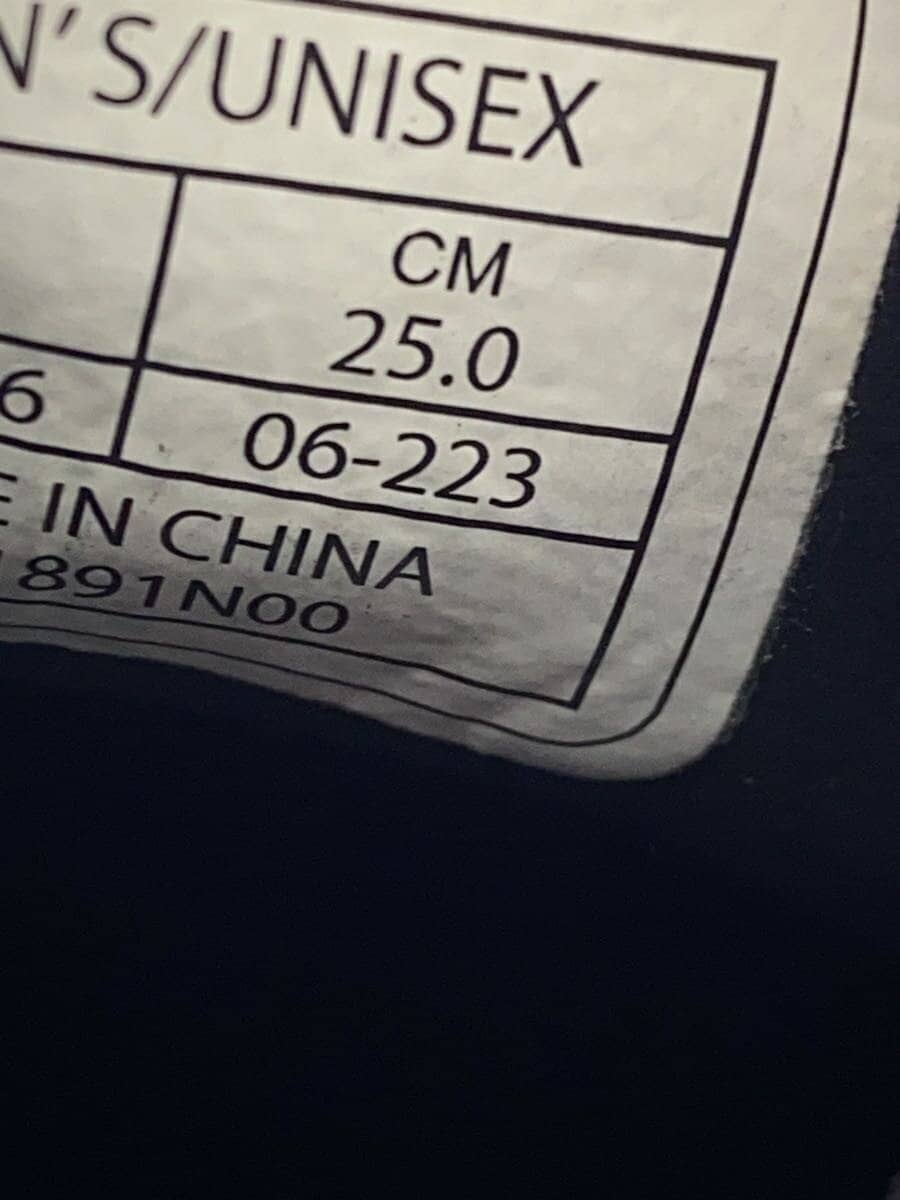 N'S/UNISEX
CM
25.0
6 06-223
E IN CHINA
891N00